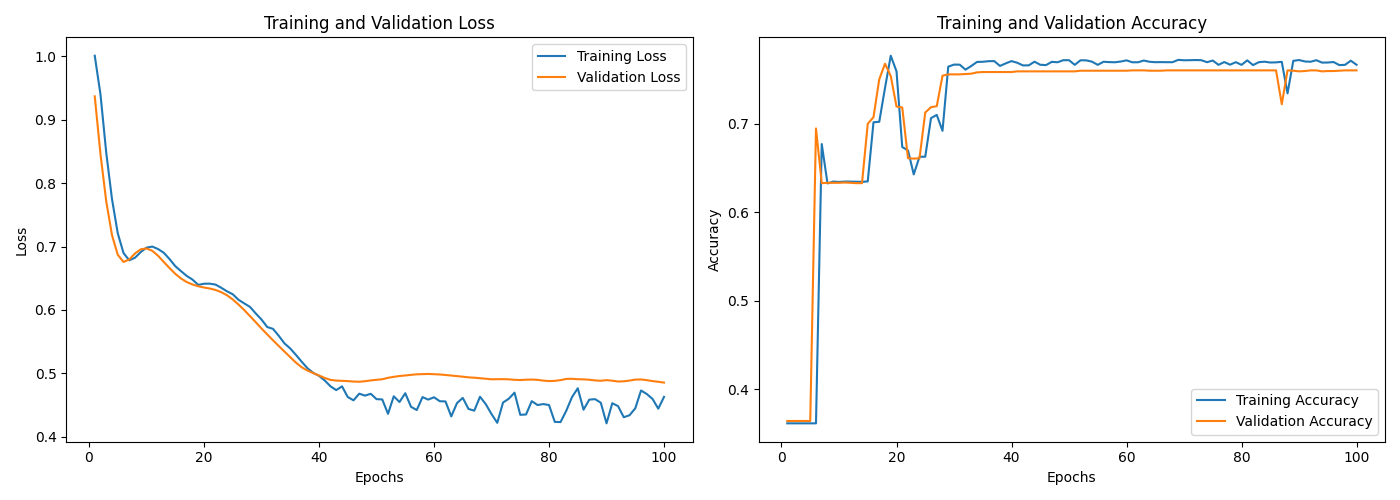 Training and Validation Loss
Training Loss
Validation Loss
1.0
0.9
0.8
0.7
0.6
0.5
0.4
Loss
0
20
40
60
80
100
Epochs
Training and Validation Accuracy
0.7
0.6
0.5
0.4
Accuracy
Training Accuracy
Validation Accuracy
0
20
40
60
80
100
Epochs